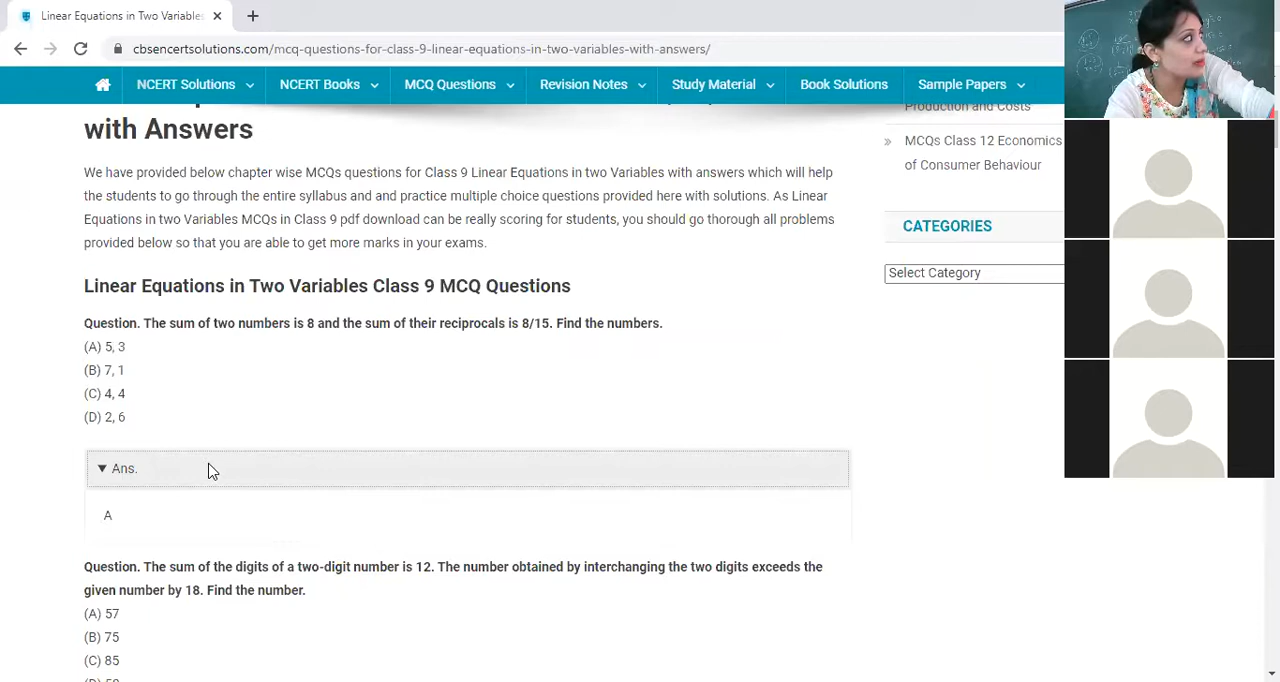 Linear Equations in Two Variables
cbsencertsolutions.com/mcq-questions-for-class-9-linear-equations-in-two-variables-with-answers/
NCERT Solutions
NCERT Books
MCQ Questions
Revision Notes
Study Material
Book Solutions
Sample Papers
with Answers
We have provided below chapter wise MCQs questions for Class 9 Linear Equations in two Variables with answers which will help
the students to go through the entire syllabus and and practice multiple choice questions provided here with solutions. As Linear
Equations in two Variables MCQs in Class 9 pdf download can be really scoring for students, you should go thorough all problems
provided below so that you are able to get more marks in your exams.
Linear Equations in Two Variables Class 9 MCQ Questions
Question. The sum of two numbers is 8 and the sum of their reciprocals is 8/15. Find the numbers.
(A) 5, 3
(B) 7, 1
(C) 4, 4
(D) 2, 6
Ans.
A
Question. The sum of the digits of a two-digit number is 12. The number obtained by interchanging the two digits exceeds the
given number by 18. Find the number.
(A) 57
(B) 75
(C) 85
Production and Costs
MCQs Class 12 Economics
of Consumer Behaviour
CATEGORIES
Select Category